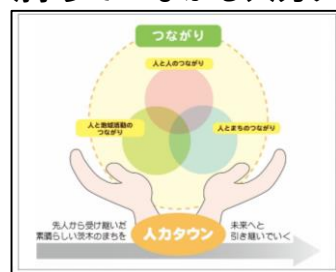 つながり
人と人のつながり
人と地域活動の
つながり
人とまちのつながり
先人から受け継いだ
素晴らしい茨木のまちを
人力タウン
未来へと
引き継いでいく